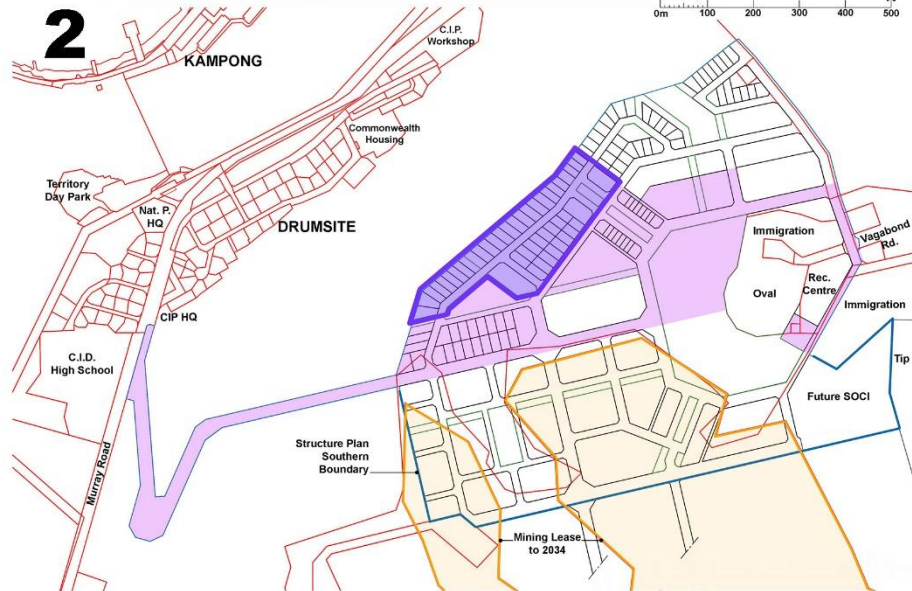 2
0m 100 200 300 400 500
KAMPONG
C.I.P.
Workshop
Commonwealth
Housing
Territory
Day Park
Nat. P.
HQ
DRUMSITE
Immigration
Vagabond
Rd.
Oval
Rec.
Centre
Immigration
CIP HQ
C.I.D.
High School
Tip
Future SOCI
Structure Plan
Southern
Boundary
Murray Road
Mining Lease
to 2034